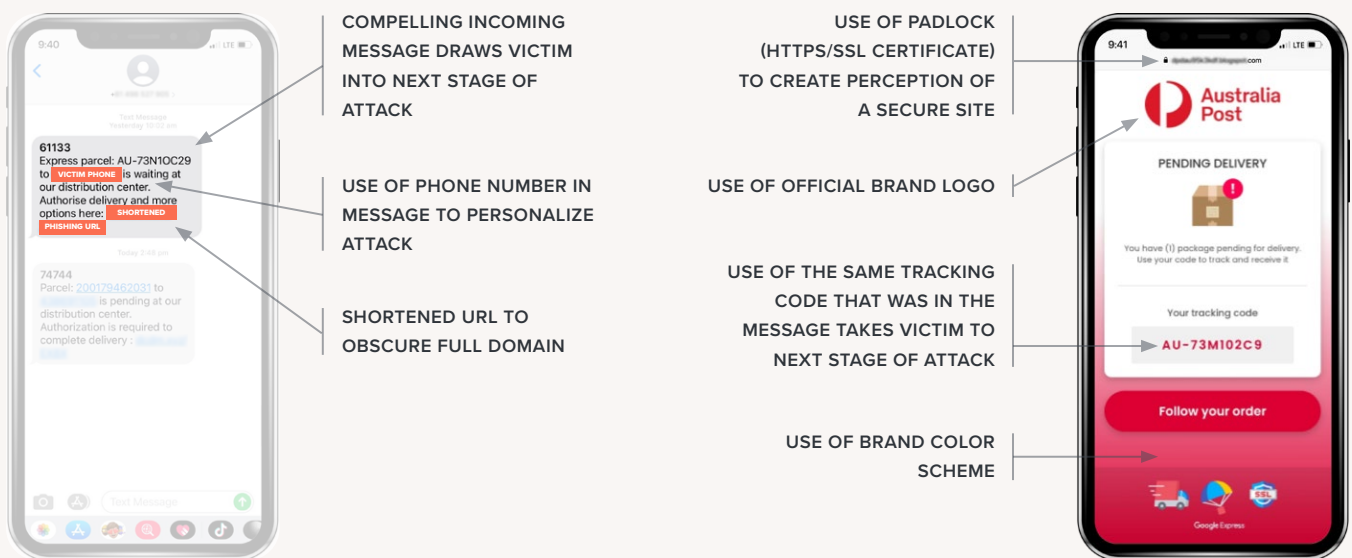 9:40
LTE
Text Message
Yesterday 10:22 am
61133
Express parcel: AU-73N1OC29
to VICTIM PHONE is waiting at
our distribution center.
Authorise delivery and more
options here: SHORTENED
PHISHING URL
Today 2:48 pm
74744
Parcel: 200179462031 to
is pending at our
distribution center.
Authorization is required to
complete delivery :
Text Message
COMPELLING INCOMING
MESSAGE DRAWS VICTIM
INTO NEXT STAGE OF
ATTACK
USE OF PHONE NUMBER IN
MESSAGE TO PERSONALIZE
ATTACK
SHORTENED URL TO
OBSCURE FULL DOMAIN
USE OF PADLOCK
(HTTPS/SSL CERTIFICATE)
TO CREATE PERCEPTION OF
A SECURE SITE
USE OF OFFICIAL BRAND LOGO
USE OF THE SAME TRACKING
CODE THAT WAS IN THE
MESSAGE TAKES VICTIM TO
NEXT STAGE OF ATTACK
USE OF BRAND COLOR
SCHEME
9:41
LTE
.com
Australia
Post
PENDING DELIVERY
!
You have (1) package pending for delivery.
Use your code to track and receive it
Your tracking code
AU-73M102C9
Follow your order
SSL
Google Express